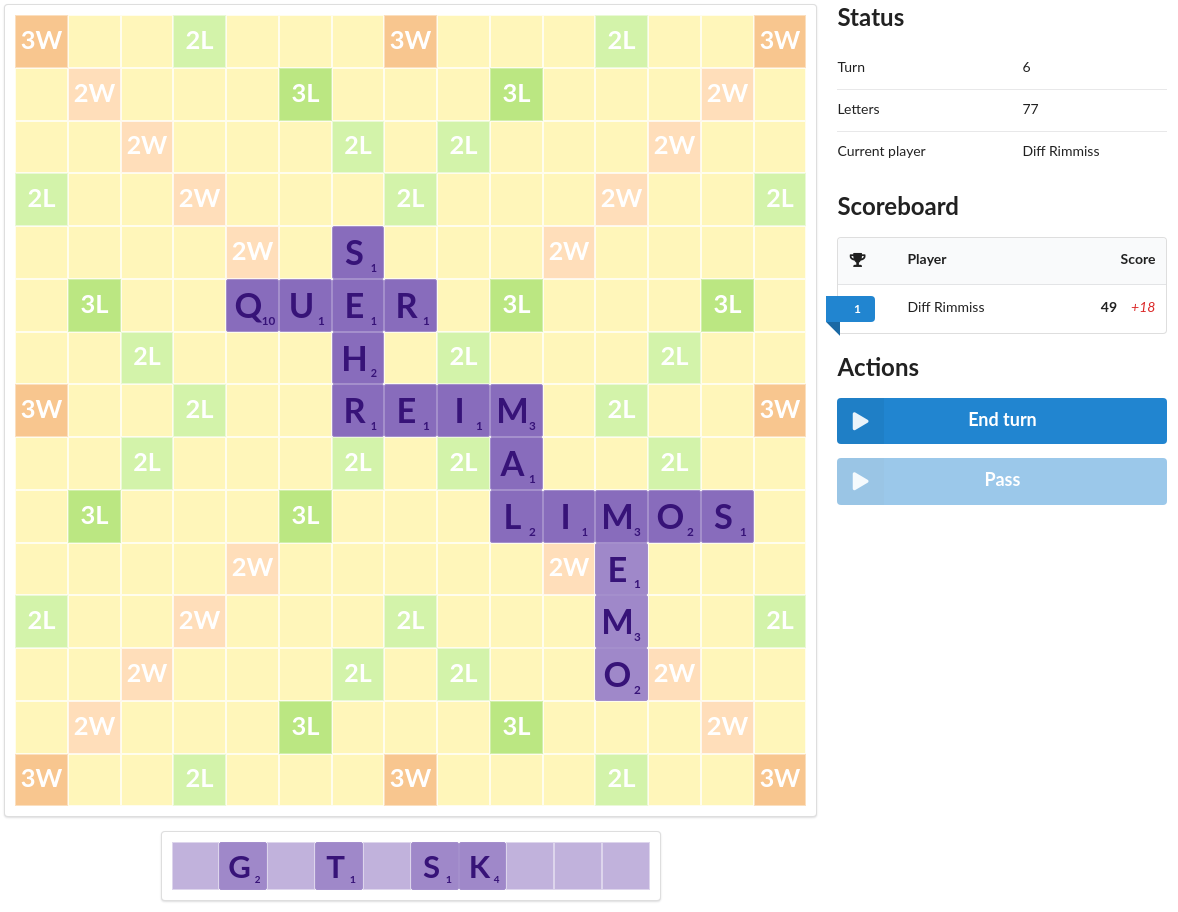 3W 2L 3W 2L 3W
2W 3L 3L 2W
2W 2L 2L 2W
2L 2W 2L 2W 2L
2W S1 2W
3L Q10 U1 E1 R1 3L 3L
2L H2 2L 2L
3W 2L R1 E1 I1 M3 2L 3W
2L 2L 2L A1 2L
3L 3L L2 I1 M3 O2 S1
2W 2W E1
2L 2W 2L M3 2L
2W 2L 2L O2 2W
2W 3L 3L 2W
3W 2L 3W 2L 3W
G2 T1 S1 K4
Status
Turn 6
Letters 77
Current player Diff Rimmiss
Scoreboard
Player Score
1 Diff Rimmiss 49 +18
Actions
End turn
Pass